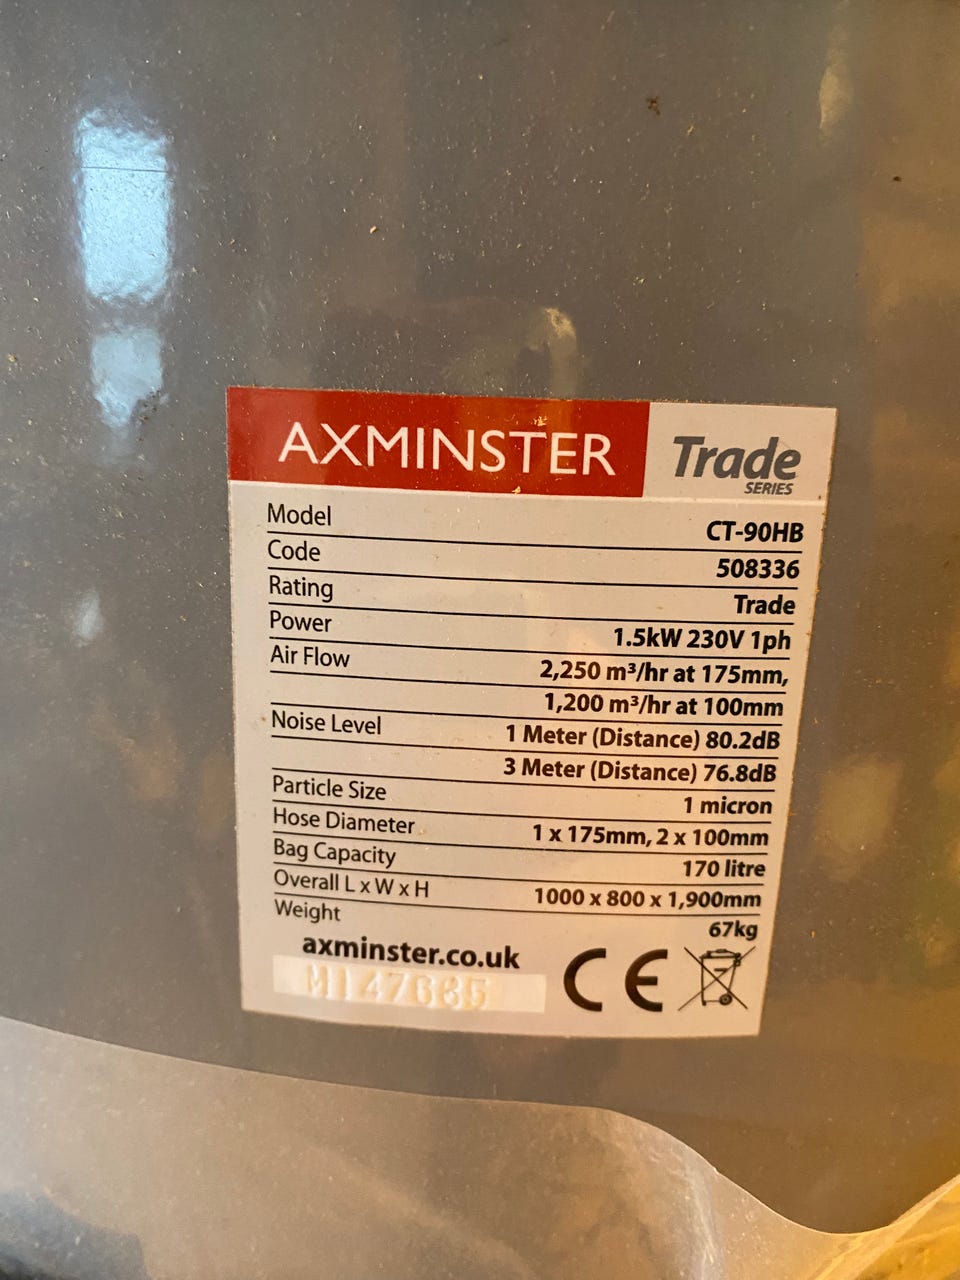 AXMINSTER Trade
SERIES
Model CT-90HB
Code 508336
Rating Trade
Power 1.5kW 230V 1ph
Air Flow 2,250 m³/hr at 175mm,
1,200 m³/hr at 100mm
Noise Level 1 Meter (Distance) 80.2dB
3 Meter (Distance) 76.8dB
Particle Size 1 micron
Hose Diameter 1 x 175mm, 2 x 100mm
Bag Capacity 170 litre
Overall L x W x H 1000 x 800 x 1,900mm
Weight 67kg
axminster.co.uk
CE